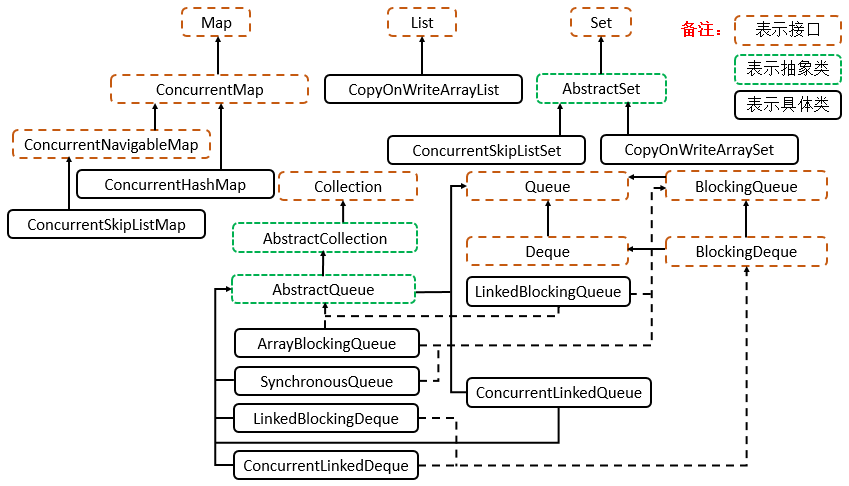 Map
List
Set
备注：
表示接口
ConcurrentMap
CopyOnWriteArrayList
AbstractSet
表示抽象类
表示具体类
ConcurrentNavigableMap
ConcurrentSkipListSet
CopyOnWriteArraySet
ConcurrentHashMap
Collection
Queue
BlockingQueue
ConcurrentSkipListMap
AbstractCollection
Deque
BlockingDeque
AbstractQueue
LinkedBlockingQueue
ArrayBlockingQueue
SynchronousQueue
ConcurrentLinkedQueue
LinkedBlockingDeque
ConcurrentLinkedDeque